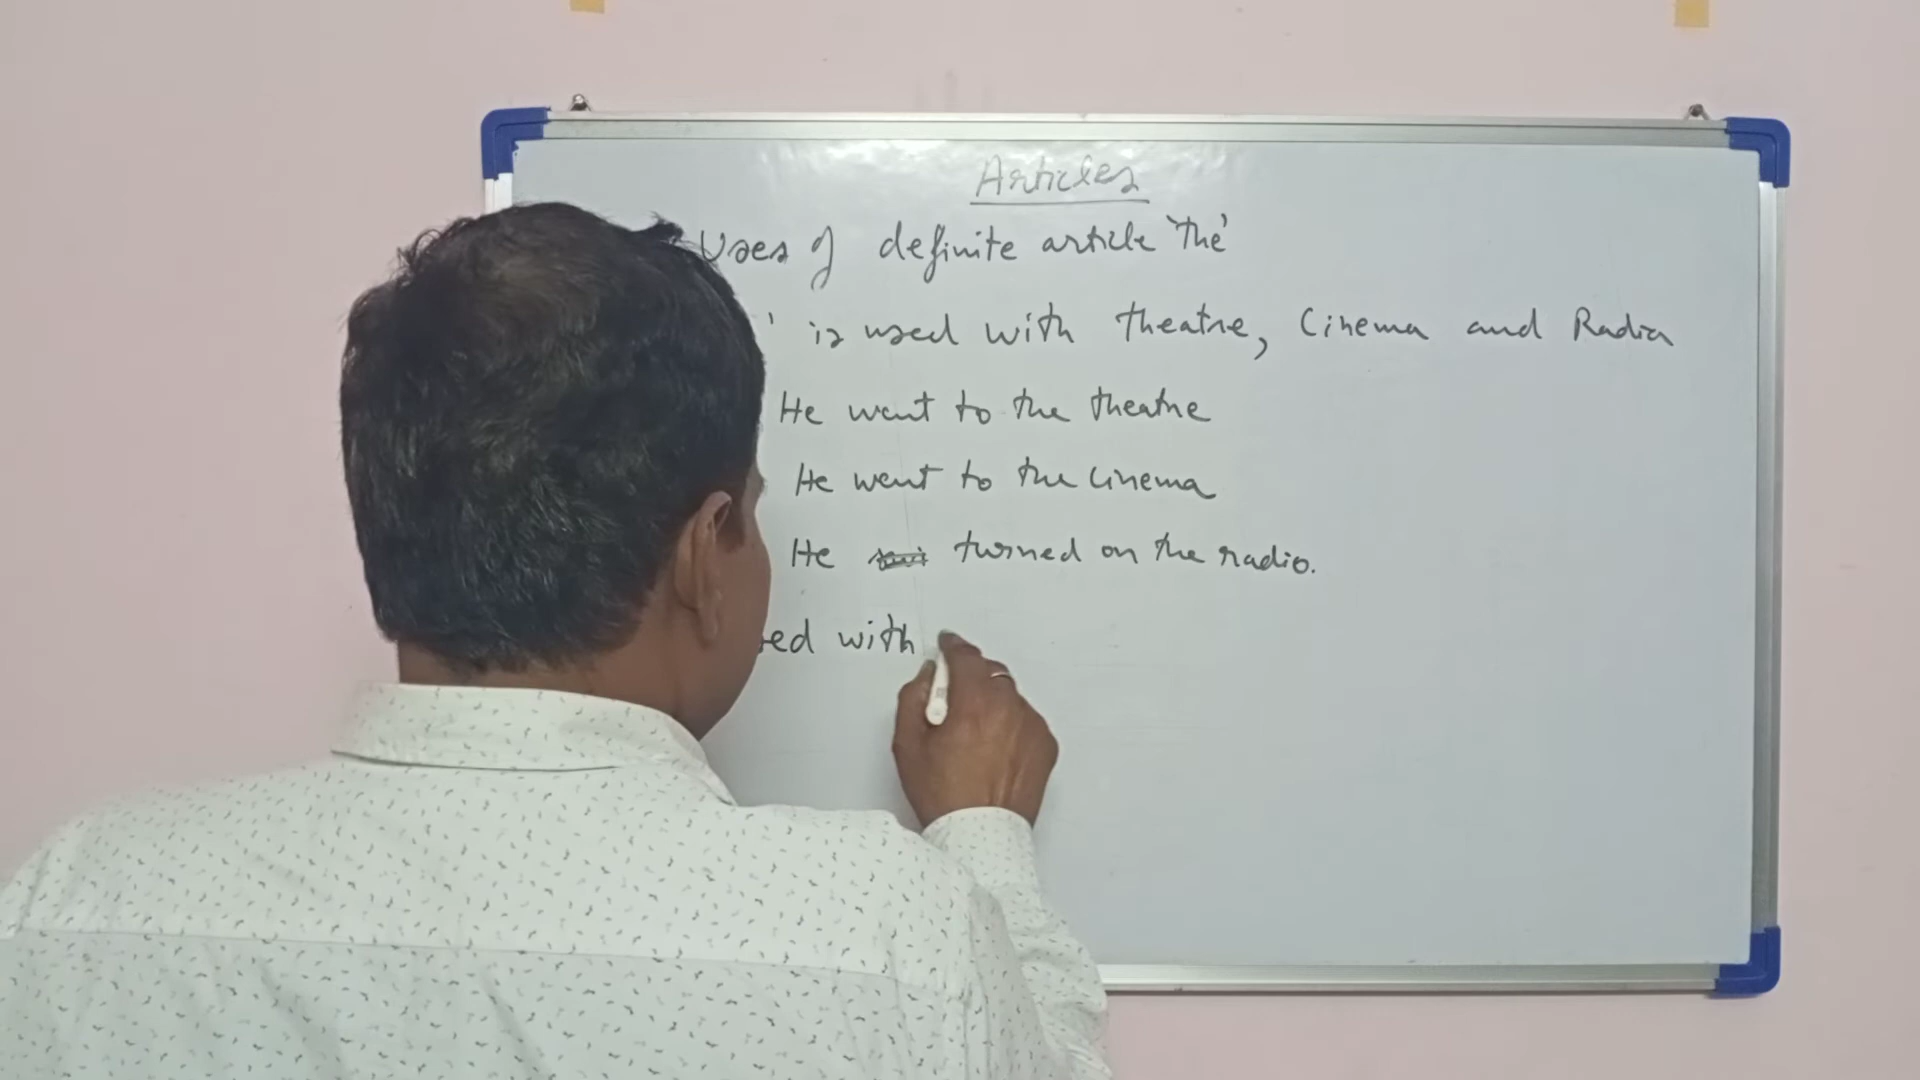 Articles
Uses of definite article 'the'
' is used with theatre, Cinema and Radio
He went to the theatre
He went to the Cinema
He turned on the radio.
with